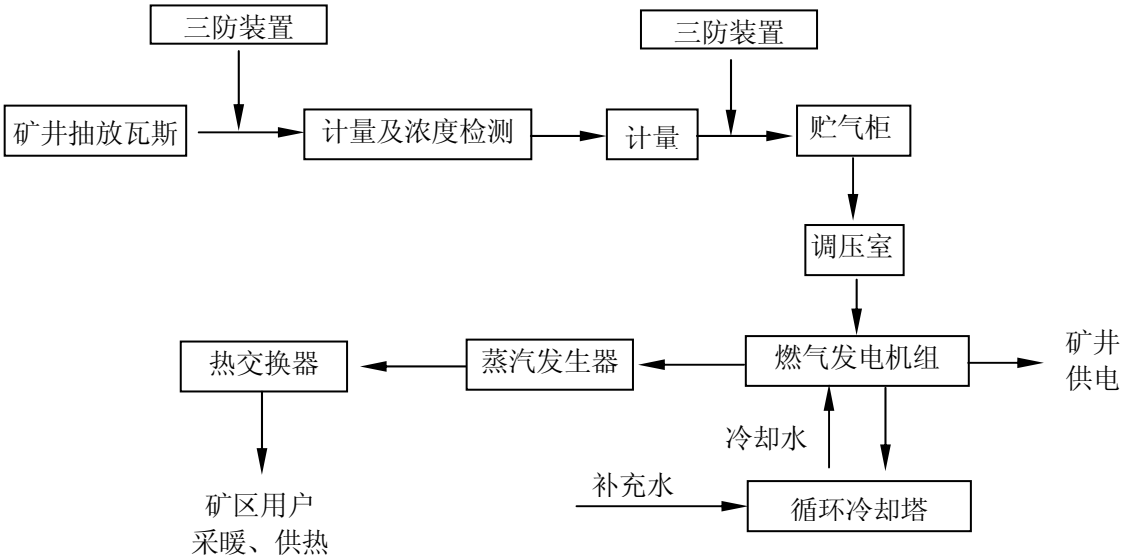 三防装置
三防装置
矿井抽放瓦斯
计量及浓度检测
计量
贮气柜
调压室
热交换器
蒸汽发生器
燃气发电机组
矿井
供电
冷却水
补充水
循环冷却塔
矿区用户
采暖、供热